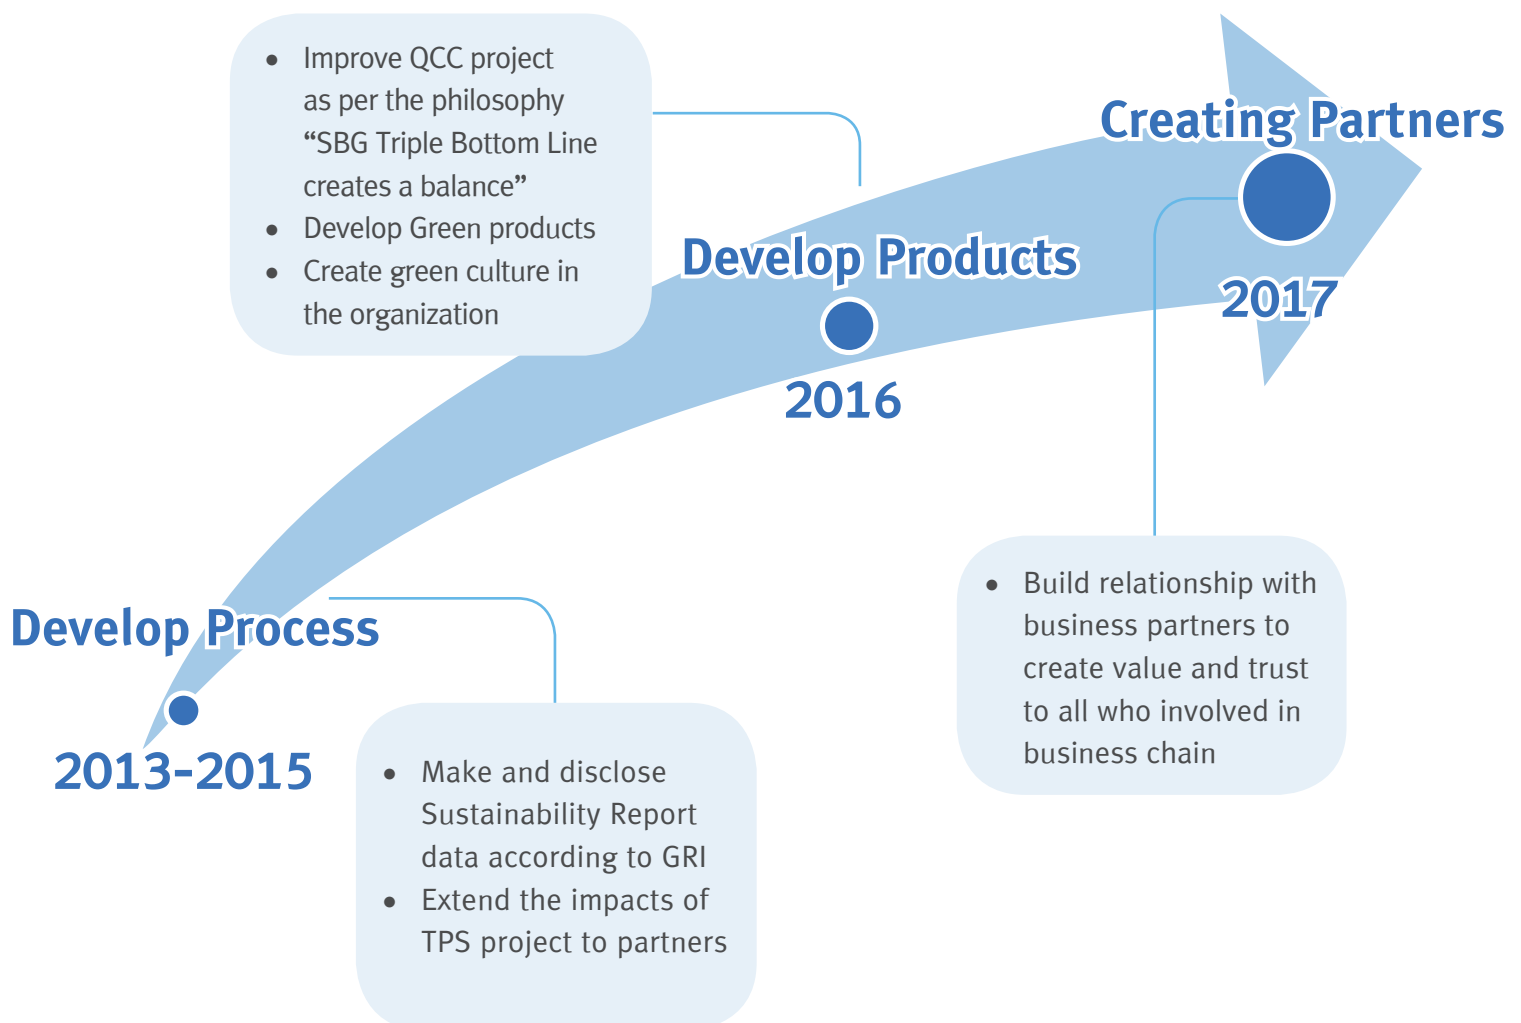 • Improve QCC project
as per the philosophy
“SBG Triple Bottom Line
creates a balance”
• Develop Green products
• Create green culture in
the organization
Creating Partners
2017
Develop Products
2016
Develop Process
2013-2015
• Make and disclose
Sustainability Report
data according to GRI
• Extend the impacts of
TPS project to partners
• Build relationship with
business partners to
create value and trust
to all who involved in
business chain